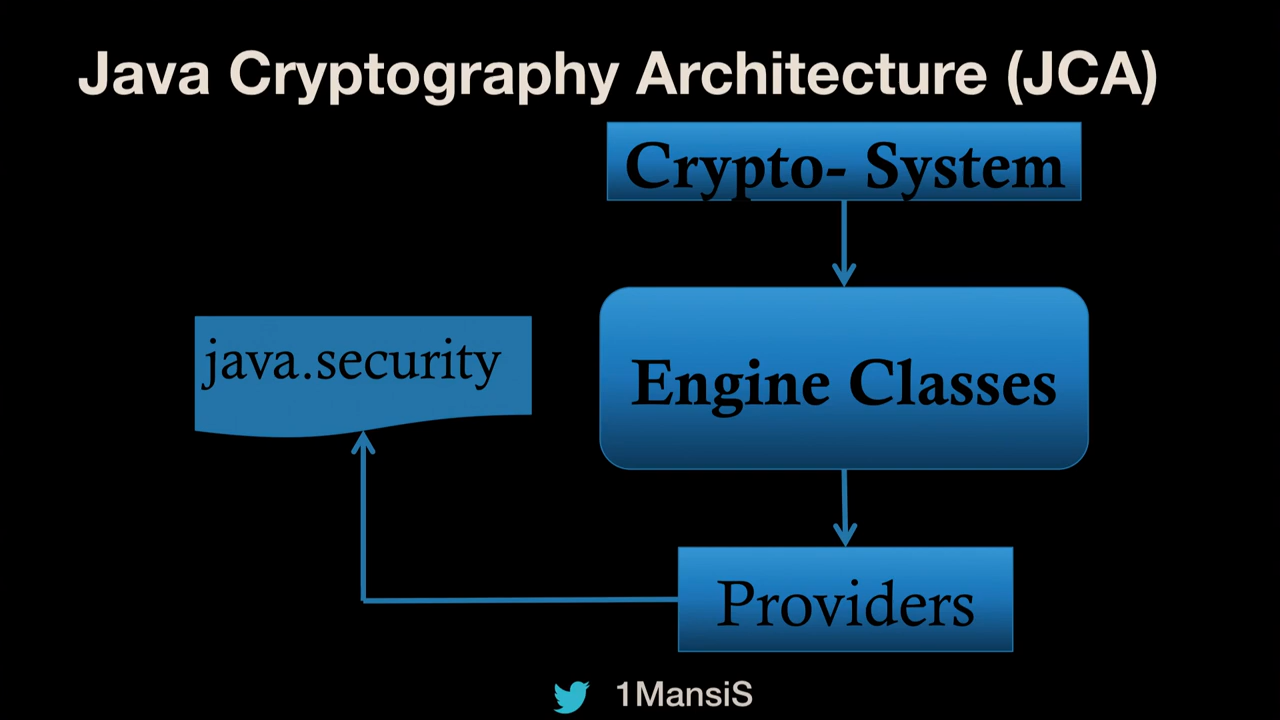 Java Cryptography Architecture (JCA)
Crypto- System
java.security
Engine Classes
Providers
1MansiS